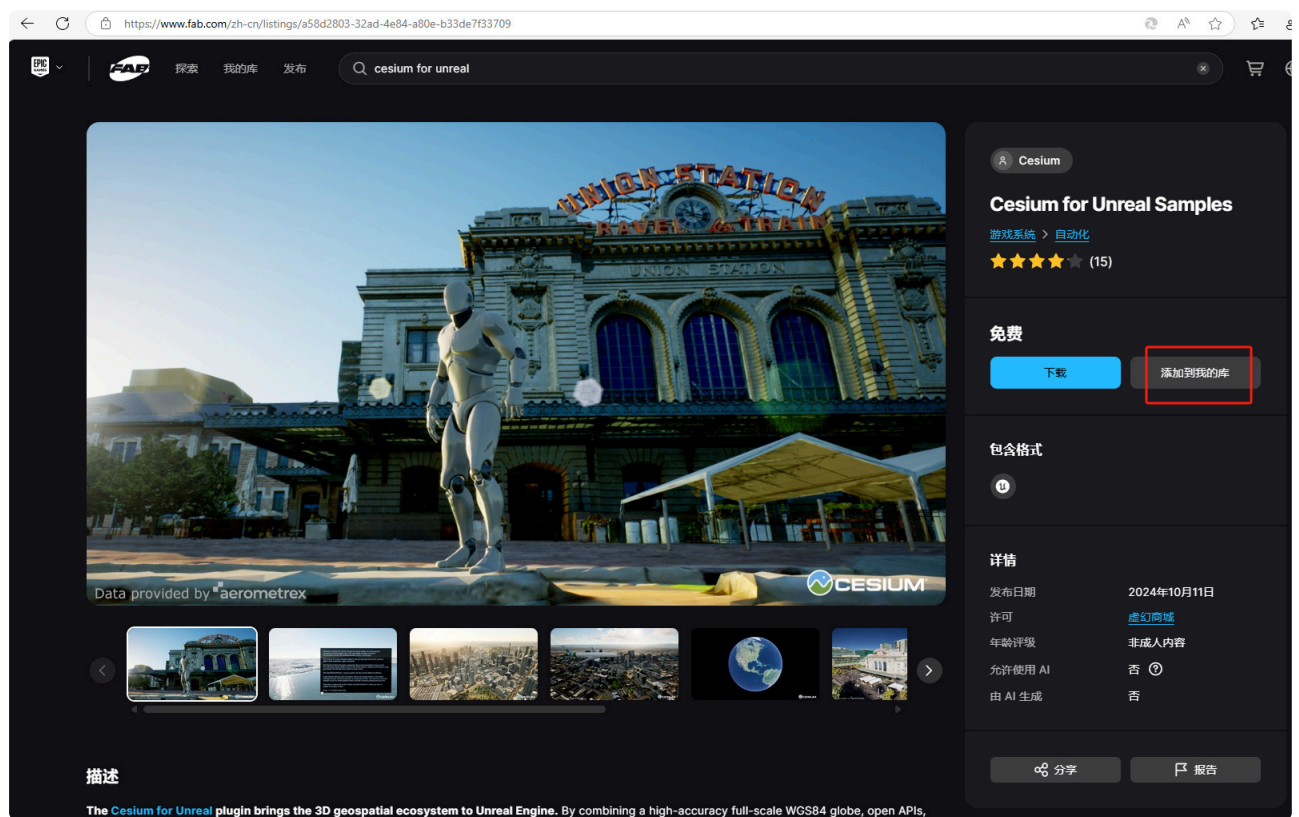 https://www.fab.com/zh-cn/listings/a58d2803-32ad-4e84-a80e-b33de7f33709
EPIC GAMES
FAB 探索 我的库 发布 cesium for unreal
UNION STATION
TRAVEL by TRAIN
UNION STATION
Data provided by aerometrex
CESIUM
Cesium
Cesium for Unreal Samples
游戏系统 > 自动化
(15)
免费
下载 添加到我的库
包含格式
详情
发布日期 2024年10月11日
许可 虚幻商城
年龄评级 非成人内容
允许使用 AI 否
由 AI 生成 否
分享 报告
描述
The Cesium for Unreal plugin brings the 3D geospatial ecosystem to Unreal Engine. By combining a high-accuracy full-scale WGS84 globe, open APIs,